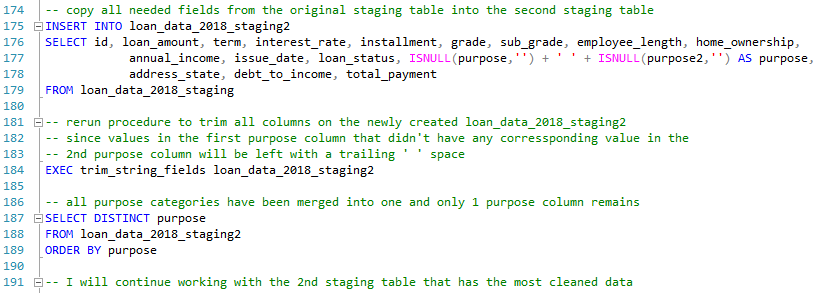 174 -- copy all needed fields from the original staging table into the second staging table
175 INSERT INTO loan_data_2018_staging2
176 SELECT id, loan_amount, term, interest_rate, installment, grade, sub_grade, employee_length, home_ownership,
177 annual_income, issue_date, loan_status, ISNULL(purpose,'') + ' ' + ISNULL(purpose2,'') AS purpose,
178 address_state, debt_to_income, total_payment
179 FROM loan_data_2018_staging
180
181 -- rerun procedure to trim all columns on the newly created loan_data_2018_staging2
182 -- since values in the first purpose column that didn't have any corressponding value in the
183 -- 2nd purpose column will be left with a trailing ' ' space
184 EXEC trim_string_fields loan_data_2018_staging2
185
186 -- all purpose categories have been merged into one and only 1 purpose column remains
187 SELECT DISTINCT purpose
188 FROM loan_data_2018_staging2
189 ORDER BY purpose
190
191 -- I will continue working with the 2nd staging table that has the most cleaned data